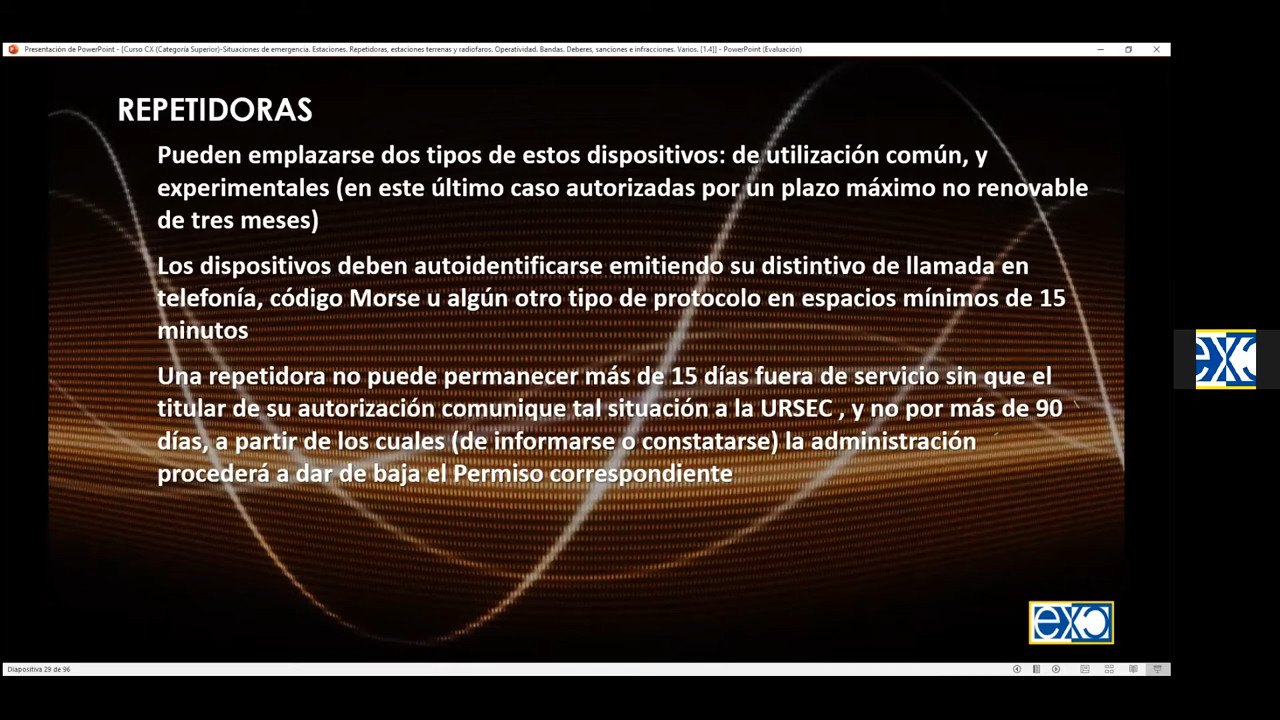 Presentación de PowerPoint - [Curso CX (Categoría Superior)-Situaciones de emergencia. Estaciones. Repetidoras, estaciones terrenas y radiofaros. Operatividad. Bandas. Deberes, sanciones e infracciones. Varios. [1.4]] - PowerPoint (Evaluación)
REPETIDORAS
Pueden emplazarse dos tipos de estos dispositivos: de utilización común, y
experimentales (en este último caso autorizadas por un plazo máximo no renovable
de tres meses)
Los dispositivos deben autoidentificarse emitiendo su distintivo de llamada en
telefonía, código Morse u algún otro tipo de protocolo en espacios mínimos de 15
minutos
Una repetidora no puede permanecer más de 15 días fuera de servicio sin que el
titular de su autorización comunique tal situación a la URSEC , y no por más de 90
días, a partir de los cuales (de informarse o constatarse) la administración
procederá a dar de baja el Permiso correspondiente
exc
exc
Diapositiva 29 de 96